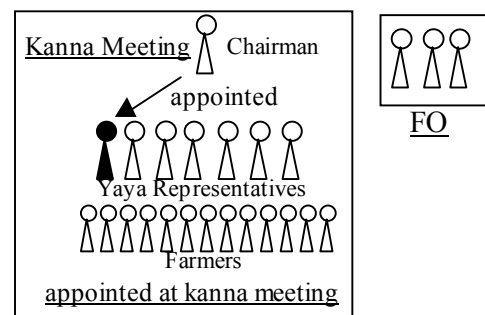 Kanna Meeting
Chairman
appointed
FO
Yaya Representatives
Farmers
appointed at kanna meeting